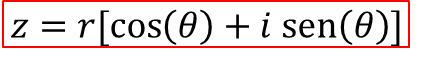 z = r[cos(θ) + i sen(θ)]